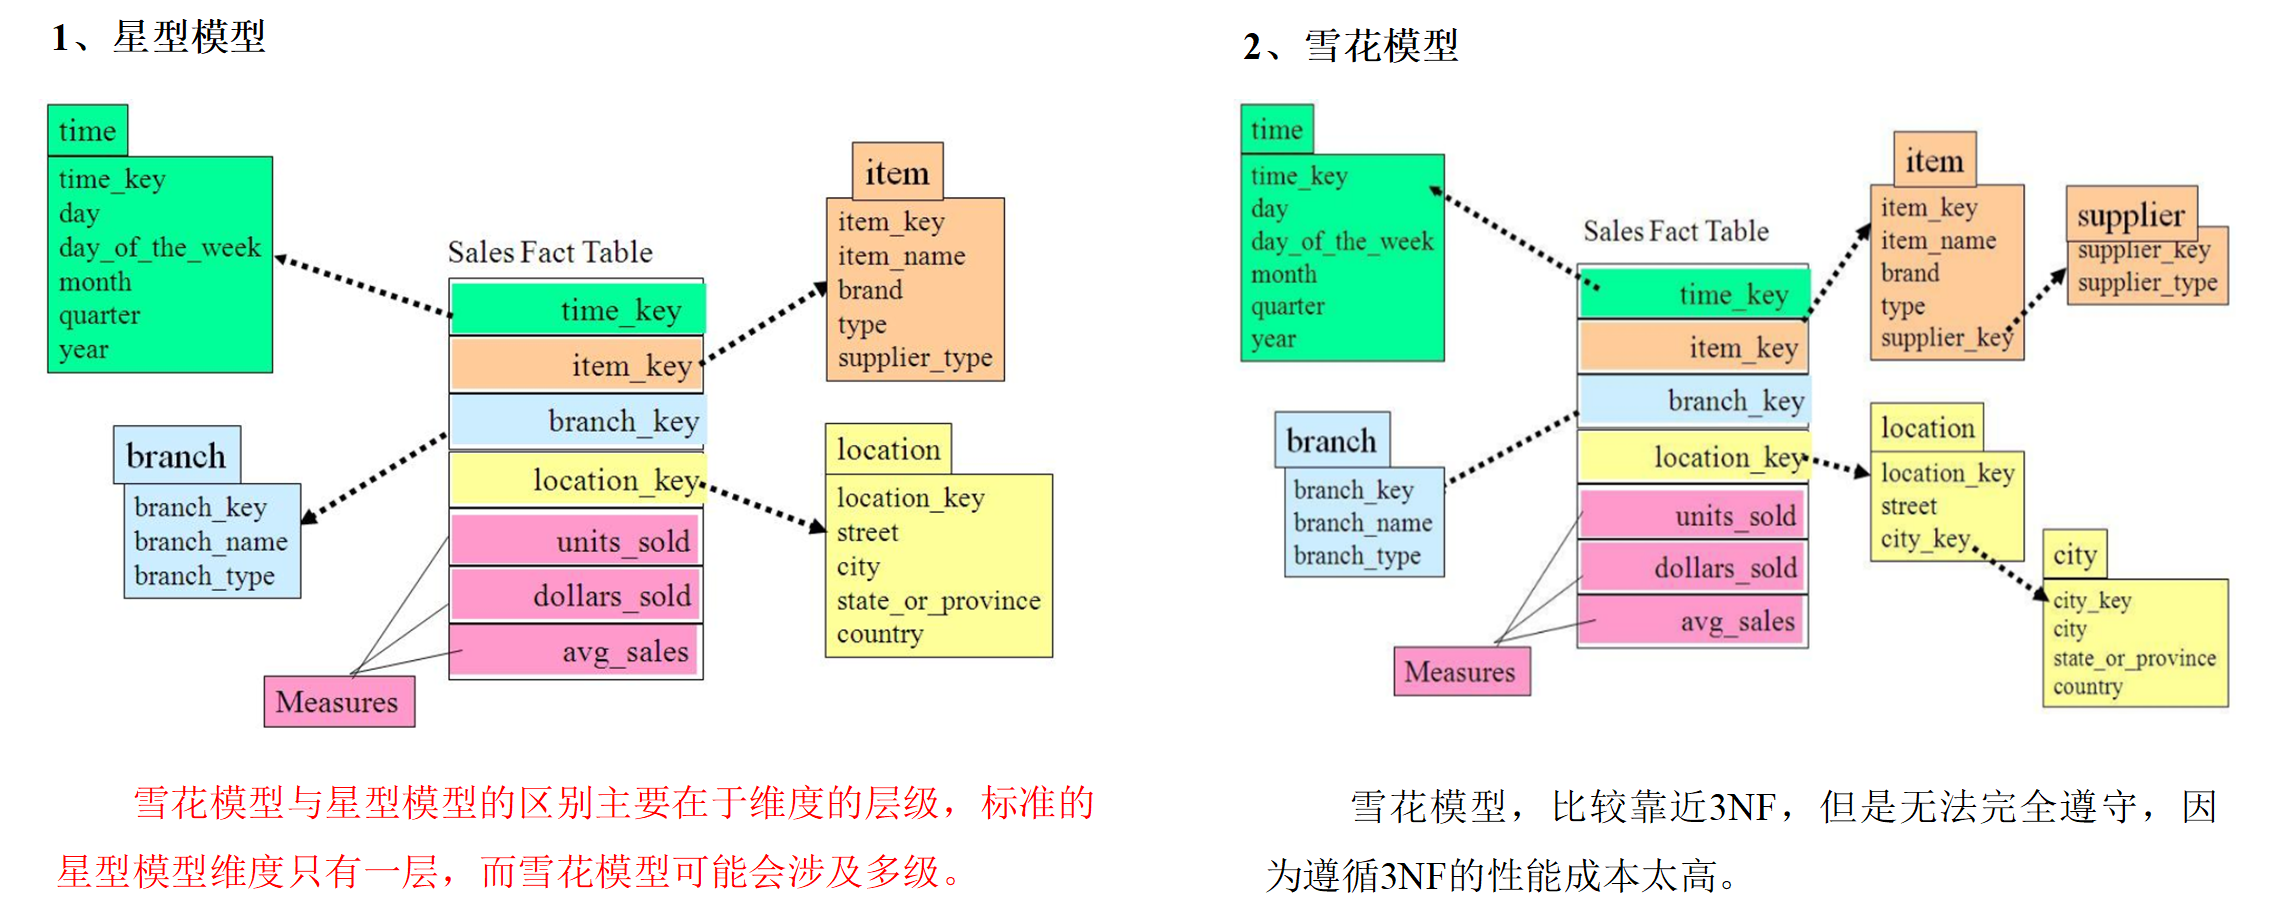 1、星型模型
time
time_key
day
day_of_the_week
month
quarter
year
branch
branch_key
branch_name
branch_type
Sales Fact Table
time_key
item_key
branch_key
location_key
units_sold
dollars_sold
avg_sales
Measures
item
item_key
item_name
brand
type
supplier_type
location
location_key
street
city
state_or_province
country
雪花模型与星型模型的区别主要在于维度的层级，标准的
星型模型维度只有一层，而雪花模型可能会涉及多级。
2、雪花模型
time
time_key
day
day_of_the_week
month
quarter
year
branch
branch_key
branch_name
branch_type
Sales Fact Table
time_key
item_key
branch_key
location_key
units_sold
dollars_sold
avg_sales
Measures
item
item_key
item_name
brand
type
supplier_key
supplier
supplier_key
supplier_type
location
location_key
street
city_key
city
city_key
city
state_or_province
country
雪花模型，比较靠近3NF，但是无法完全遵守，因
为遵循3NF的性能成本太高。